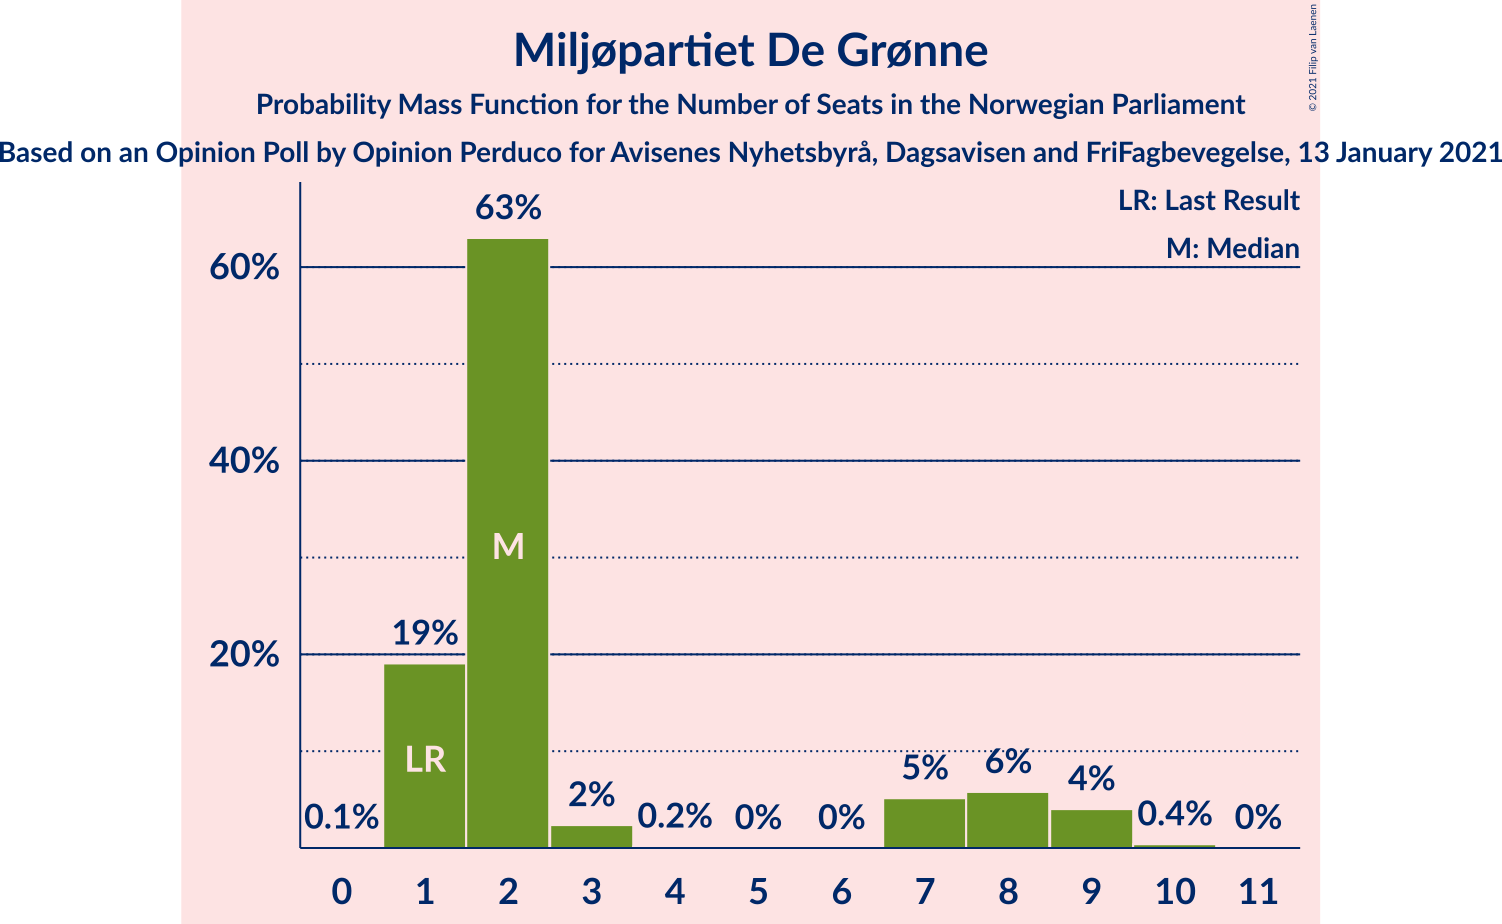 Miljøpartiet De Grønne
Probability Mass Function for the Number of Seats in the Norwegian Parliament
Based on an Opinion Poll by Opinion Perduco for Avisenes Nyhetsbyrå, Dagsavisen and FriFagbevegelse, 13 January 2021
© 2021 Filip van Laenen
LR: Last Result
M: Median
63%
60%
40%
M
19%
20%
LR
5%
6%
4%
2%
0.1%
0.2%
0%
0%
0.4%
0%
0 1 2 3 4 5 6 7 8 9 10 11